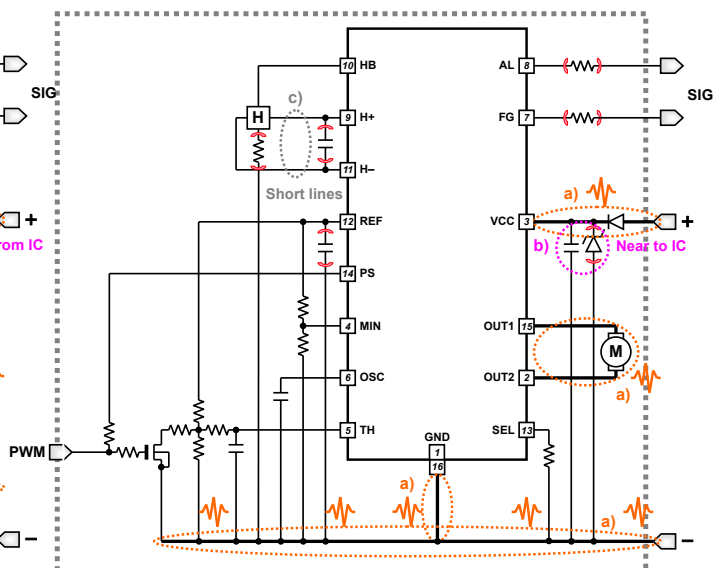 10 HB
AL 8
SIG
c)
SIG
H
9 H+
FG 7
11 H–
Short lines
a)
12 REF
VCC 3
+
+
rom IC
b)
Near to IC
14 PS
4 MIN
OUT1 15
M
6 OSC
OUT2 2
a)
5 TH
GND
SEL 13
PWM
1
16
a)
a)
–
–